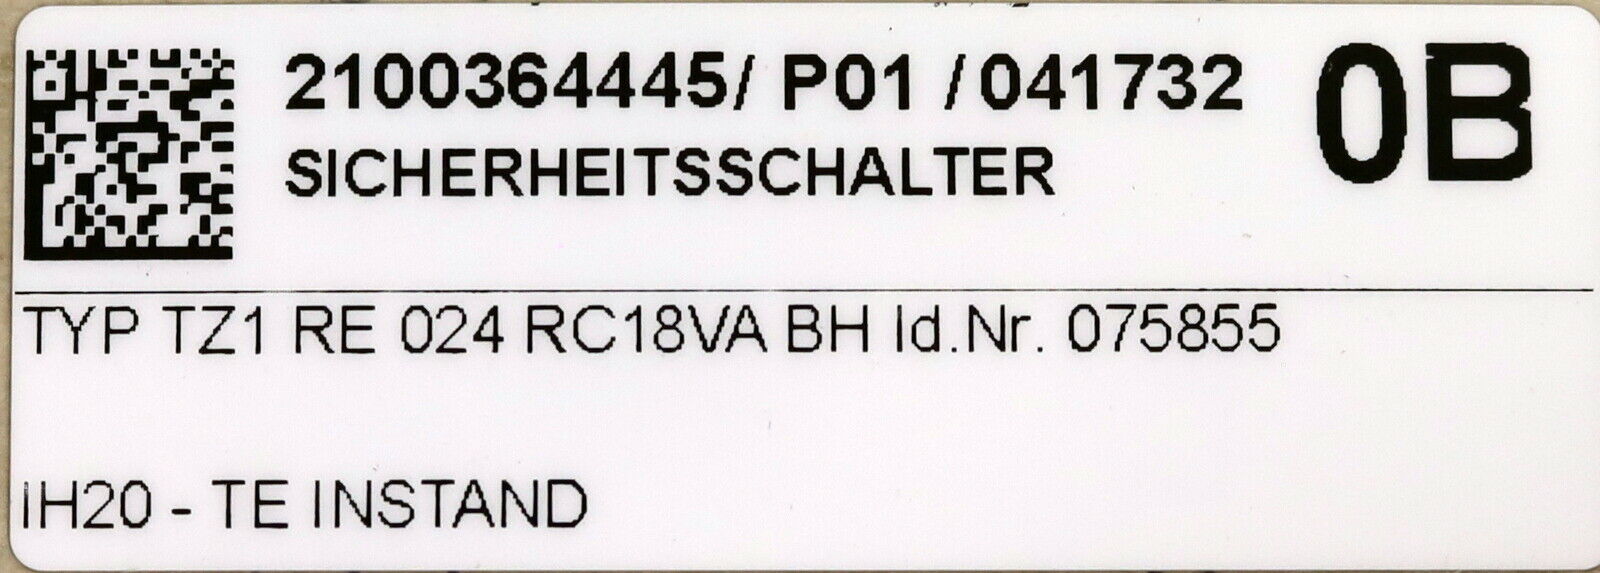 2100364445/ P01 / 041732
0B
SICHERHEITSSCHALTER
TYP TZ1 RE 024 RC18VA BH Id.Nr. 075855
IH20 - TE INSTAND